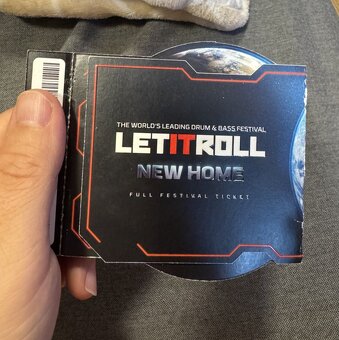 THE WORLD'S LEADING DRUM & BASS FESTIVAL
LETITROLL
NEW HOME
FULL FESTIVAL TICKET